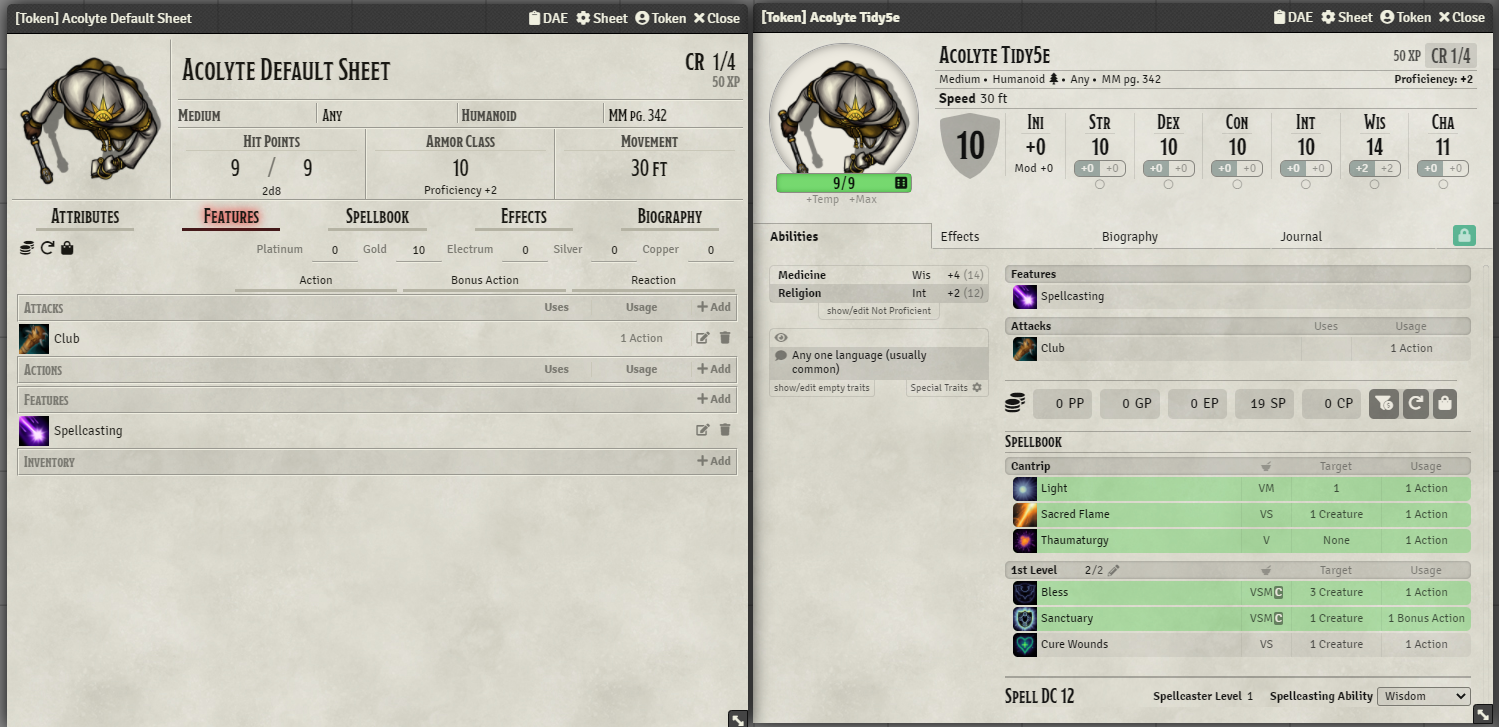 [Token] Acolyte Default Sheet DAE Sheet Token Close
Acolyte Default Sheet CR 1/4
50 XP
Medium Any Humanoid MM pg. 342
Hit Points Armor Class Movement
9 / 9 10 30 ft
2d8 Proficiency +2
Attributes Features Spellbook Effects Biography
Platinum 0 Gold 10 Electrum 0 Silver 0 Copper 0
Action Bonus Action Reaction
Attacks Uses Usage +Add
Club 1 Action
Actions Uses Usage +Add
Features +Add
Spellcasting
Inventory +Add
[Token] Acolyte Tidy5e DAE Sheet Token Close
Acolyte Tidy5e 50 XP CR 1/4
Medium • Humanoid • Any • MM pg. 342 Proficiency: +2
Speed 30 ft
Ini Str Dex Con Int Wis Cha
10 +0 10 10 10 10 14 11
Mod +0 +0 +0 +0 +0 +0 +0 +0 +0 +2 +2 +0 +0
9/9
+Temp +Max
Abilities Effects Biography Journal
Medicine Wis +4 (14)
Religion Int +2 (12)
show/edit Not Proficient
Any one language (usually
common)
show/edit empty traits Special Traits
Features
Spellcasting
Attacks Uses Usage
Club 1 Action
0 PP 0 GP 0 EP 19 SP 0 CP
Spellbook
Cantrip Target Usage
Light VM 1 1 Action
Sacred Flame VS 1 Creature 1 Action
Thaumaturgy V None 1 Action
1st Level 2/2 Target Usage
Bless VSM C 3 Creature 1 Action
Sanctuary VSM C 1 Creature 1 Bonus Action
Cure Wounds VS 1 Creature 1 Action
Spell DC 12 Spellcaster Level 1 Spellcasting Ability Wisdom